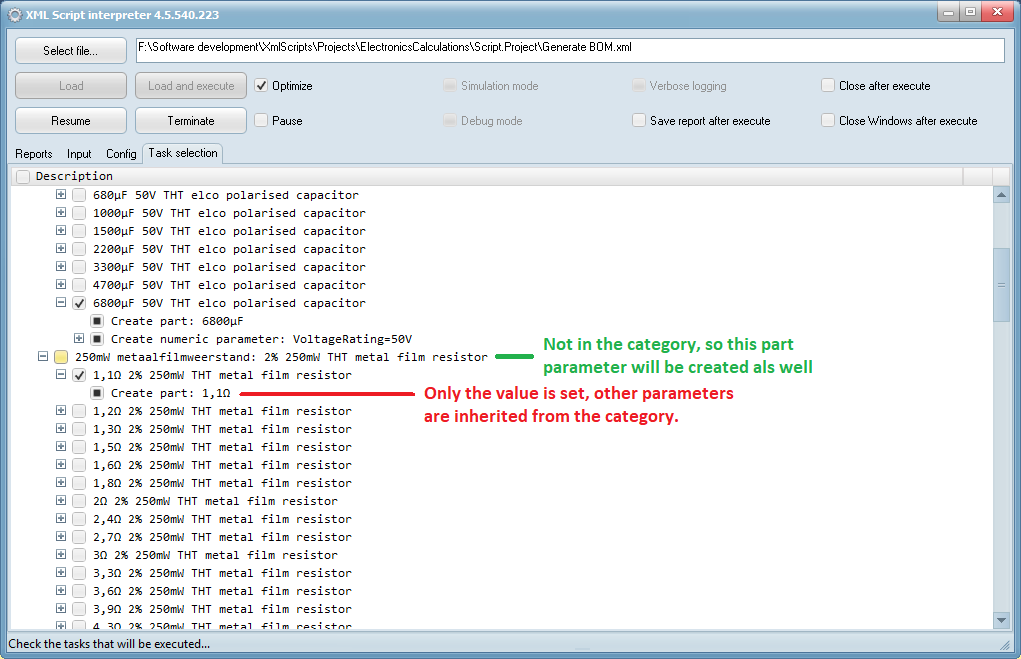 XML Script interpreter 4.5.540.223
Select file...
F:\Software development\XmlScripts\Projects\ElectronicsCalculations\Script.Project\Generate BOM.xml
Load
Load and execute
Optimize
Simulation mode
Verbose logging
Close after execute
Resume
Terminate
Pause
Debug mode
Save report after execute
Close Windows after execute
Reports
Input
Config
Task selection
Description
680µF 50V THT elco polarised capacitor
1000µF 50V THT elco polarised capacitor
1500µF 50V THT elco polarised capacitor
2200µF 50V THT elco polarised capacitor
3300µF 50V THT elco polarised capacitor
4700µF 50V THT elco polarised capacitor
6800µF 50V THT elco polarised capacitor
Create part: 6800µF
Create numeric parameter: VoltageRating=50V
250mW metaalfilmweerstand: 2% 250mW THT metal film resistor
Not in the category, so this part
parameter will be created als well
1,1Ω 2% 250mW THT metal film resistor
Create part: 1,1Ω
Only the value is set, other parameters
are inherited from the category.
1,2Ω 2% 250mW THT metal film resistor
1,3Ω 2% 250mW THT metal film resistor
1,5Ω 2% 250mW THT metal film resistor
1,6Ω 2% 250mW THT metal film resistor
1,8Ω 2% 250mW THT metal film resistor
2Ω 2% 250mW THT metal film resistor
2,4Ω 2% 250mW THT metal film resistor
2,7Ω 2% 250mW THT metal film resistor
3Ω 2% 250mW THT metal film resistor
3,3Ω 2% 250mW THT metal film resistor
3,6Ω 2% 250mW THT metal film resistor
3,9Ω 2% 250mW THT metal film resistor
4,3Ω 2% 250mW THT metal film resistor
Check the tasks that will be executed...